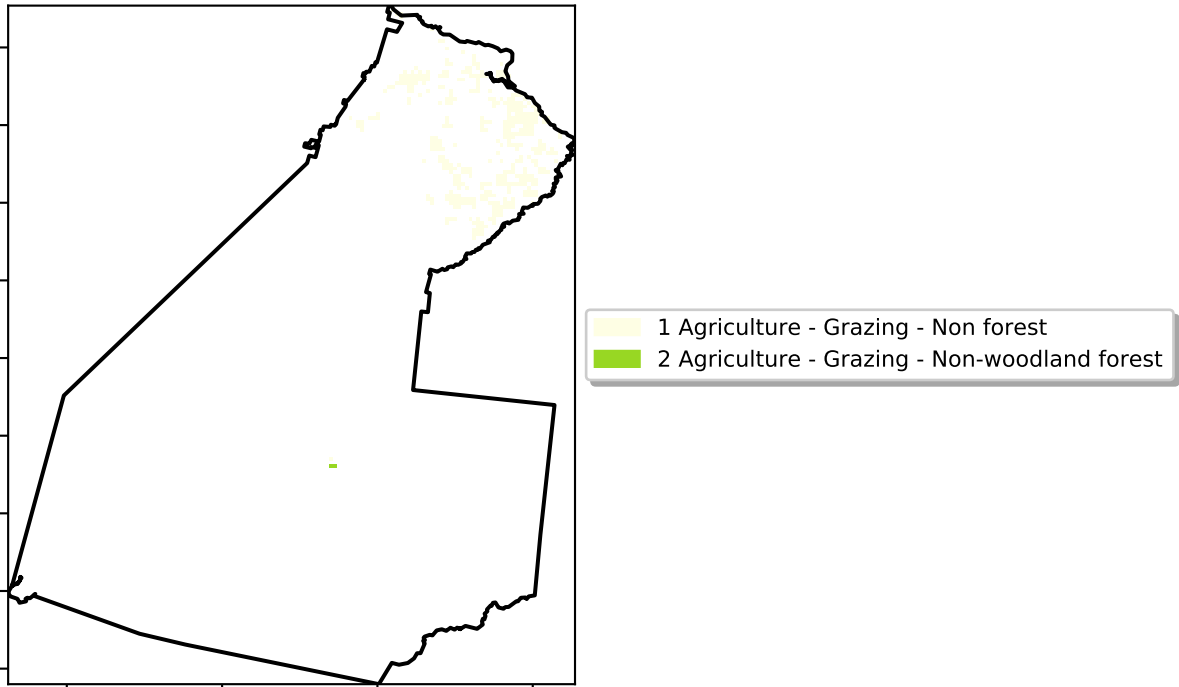 1 Agriculture - Grazing - Non forest
2 Agriculture - Grazing - Non-woodland forest